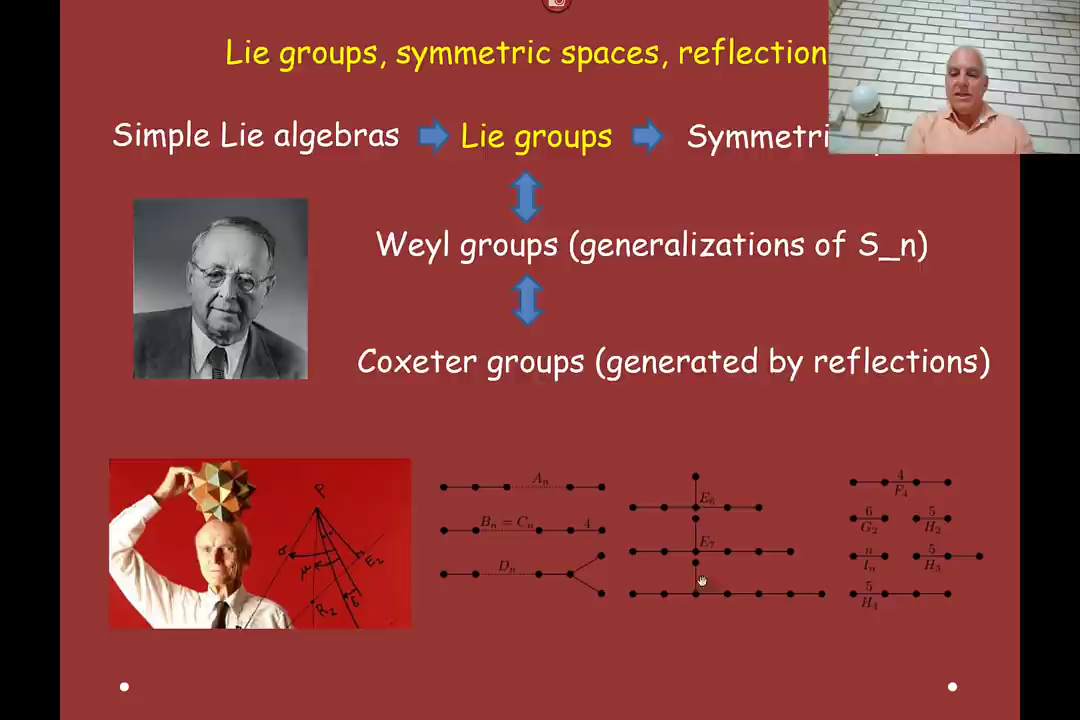 Lie groups, symmetric spaces, reflection
Simple Lie algebras Lie groups Symmetri
Weyl groups (generalizations of S_n)
Coxeter groups (generated by reflections)
P
σ μ E₂
R₂
A_n
B_n = C_n 4
D_n
E_6
E_7
4
F_4
6 5
G_2 H_2
n 5
I_n H_3
5